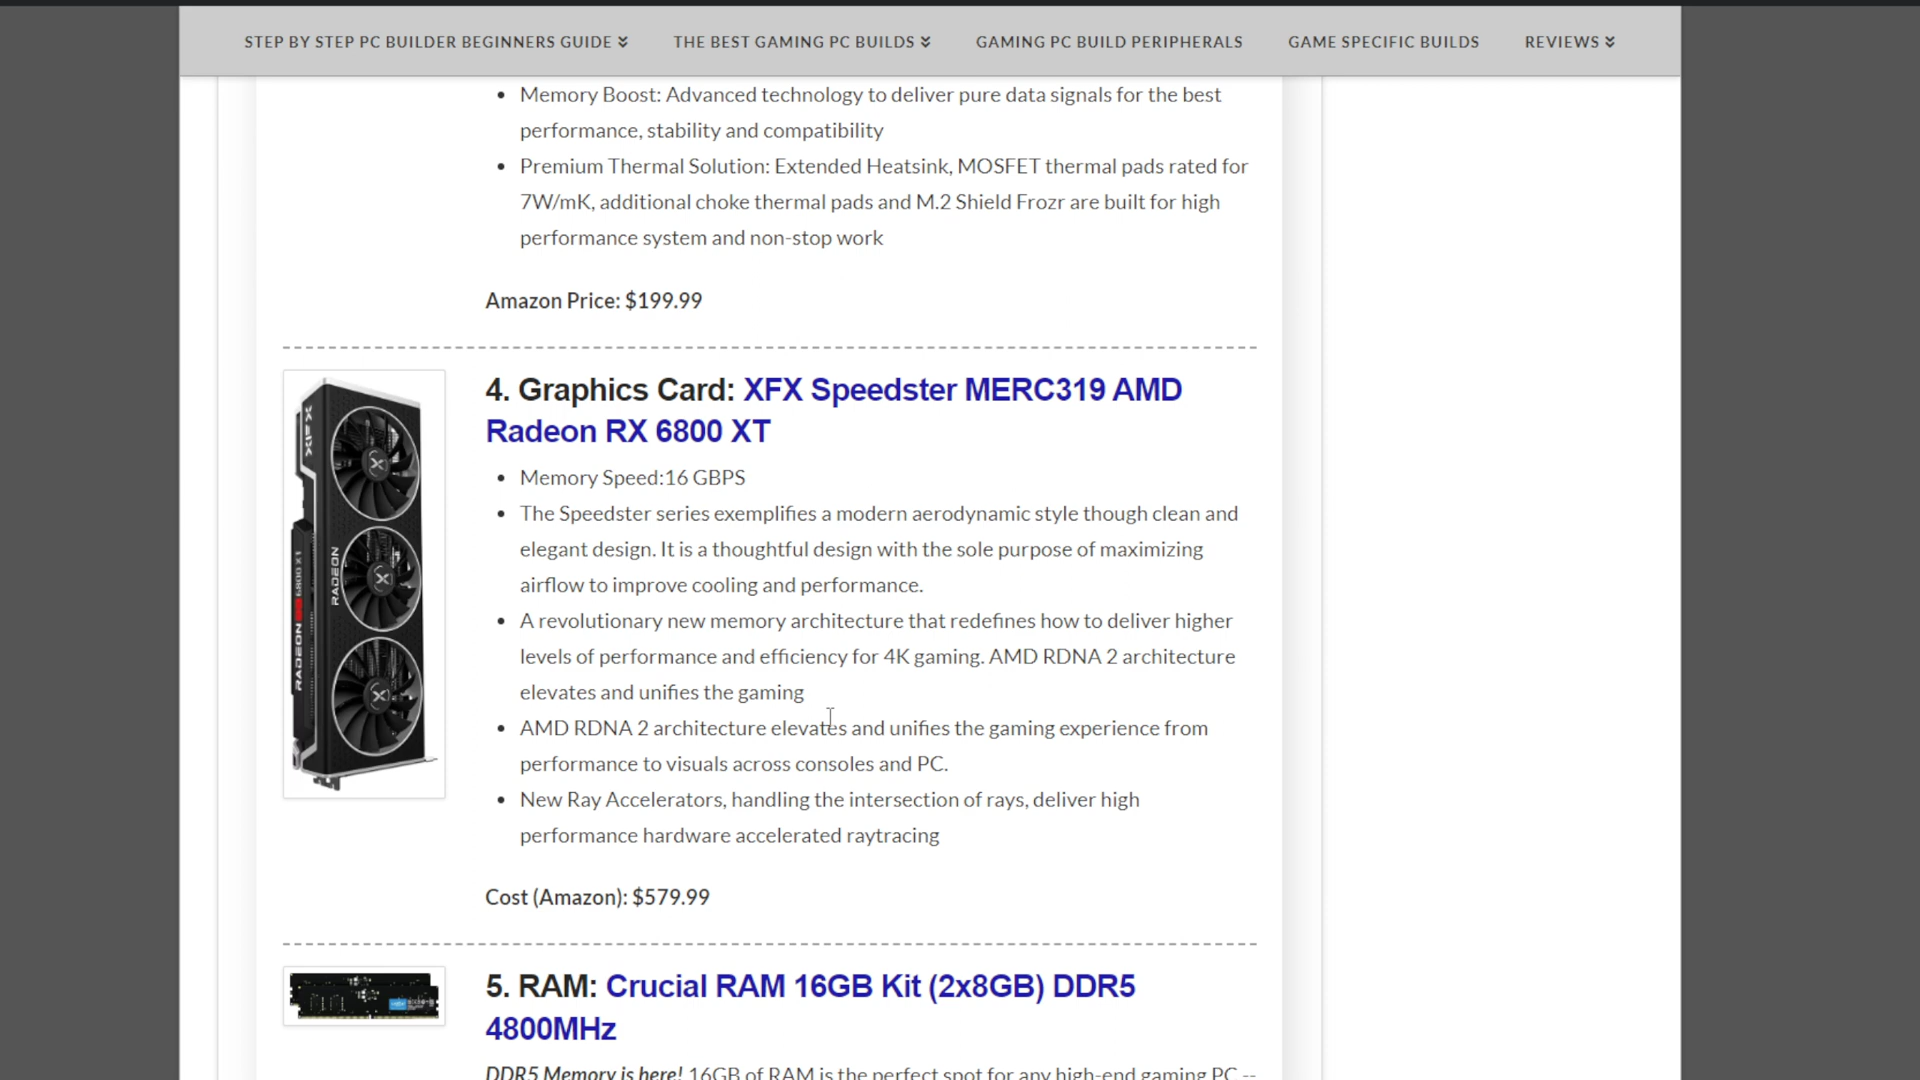 STEP BY STEP PC BUILDER BEGINNERS GUIDE THE BEST GAMING PC BUILDS GAMING PC BUILD PERIPHERALS GAME SPECIFIC BUILDS REVIEWS
• Memory Boost: Advanced technology to deliver pure data signals for the best
performance, stability and compatibility
• Premium Thermal Solution: Extended Heatsink, MOSFET thermal pads rated for
7W/mK, additional choke thermal pads and M.2 Shield Frozr are built for high
performance system and non-stop work
Amazon Price: $199.99
XFX
RADEON
RADEON RX 6800 XT
4. Graphics Card: XFX Speedster MERC319 AMD
Radeon RX 6800 XT
• Memory Speed:16 GBPS
• The Speedster series exemplifies a modern aerodynamic style though clean and
elegant design. It is a thoughtful design with the sole purpose of maximizing
airflow to improve cooling and performance.
• A revolutionary new memory architecture that redefines how to deliver higher
levels of performance and efficiency for 4K gaming. AMD RDNA 2 architecture
elevates and unifies the gaming
• AMD RDNA 2 architecture elevates and unifies the gaming experience from
performance to visuals across consoles and PC.
• New Ray Accelerators, handling the intersection of rays, deliver high
performance hardware accelerated raytracing
Cost (Amazon): $579.99
5. RAM: Crucial RAM 16GB Kit (2x8GB) DDR5
4800MHz
DDR5 Memory is here! 16GB of RAM is the perfect spot for any high-end gaming PC --